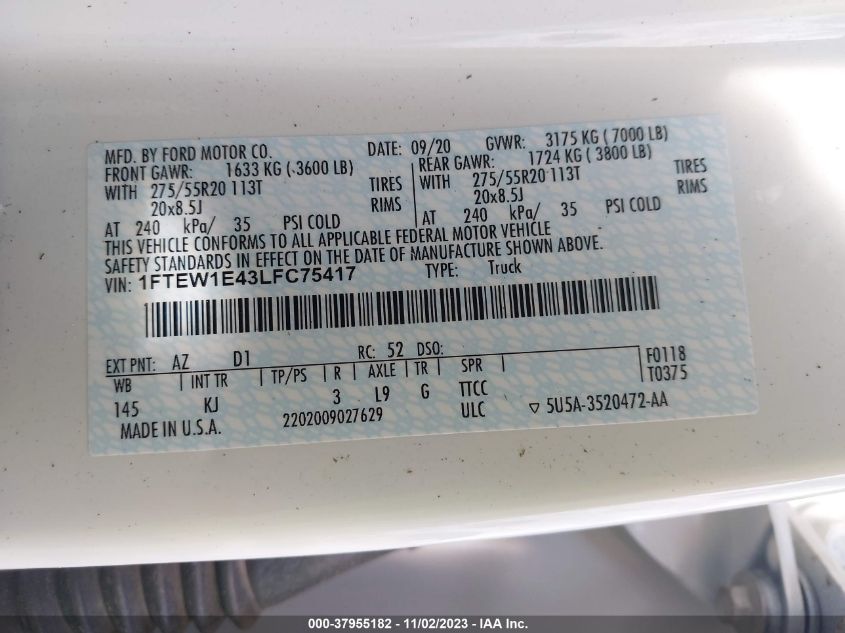 MFD. BY FORD MOTOR CO. DATE: 09/20 GVWR: 3175 KG ( 7000 LB)
FRONT GAWR: 1633 KG ( 3600 LB) REAR GAWR: 1724 KG ( 3800 LB)
WITH 275/55R20 113T TIRES WITH 275/55R20 113T TIRES
20x8.5J RIMS 20x8.5J RIMS
AT 240 kPa/ 35 PSI COLD AT 240 kPa/ 35 PSI COLD
THIS VEHICLE CONFORMS TO ALL APPLICABLE FEDERAL MOTOR VEHICLE
SAFETY STANDARDS IN EFFECT ON THE DATE OF MANUFACTURE SHOWN ABOVE.
VIN: 1FTEW1E43LFC75417 TYPE: Truck
EXT PNT: AZ D1 RC: 52 DSO: F0118
WB INT TR TP/PS R AXLE TR SPR T0375
145 KJ 3 L9 G TTCC
MADE IN U.S.A. 2202009027629 ULC ▽ 5U5A-3520472-AA
000-37955182 - 11/02/2023 - IAA Inc.